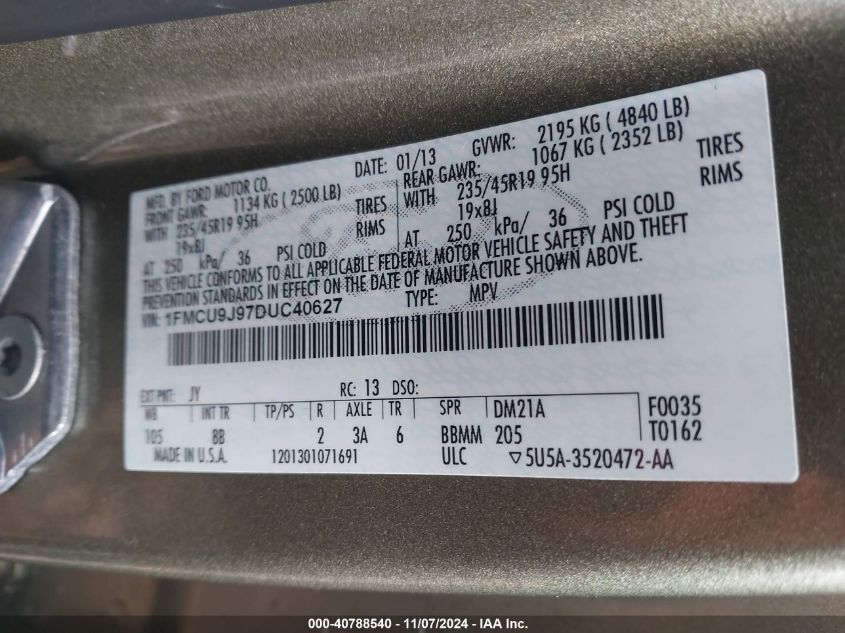 MFD. BY FORD MOTOR CO.
DATE: 01/13 GVWR: 2195 KG ( 4840 LB)
FRONT GAWR: 1134 KG ( 2500 LB) REAR GAWR: 1067 KG ( 2352 LB)
WITH 235/45R19 95H TIRES WITH 235/45R19 95H TIRES
19x8J RIMS 19x8J RIMS
AT 250 kPa/ 36 PSI COLD AT 250 kPa/ 36 PSI COLD
THIS VEHICLE CONFORMS TO ALL APPLICABLE FEDERAL MOTOR VEHICLE SAFETY AND THEFT
PREVENTION STANDARDS IN EFFECT ON THE DATE OF MANUFACTURE SHOWN ABOVE.
VIN: 1FMCU9J97DUC40627 TYPE: MPV
EXT PNT: JY RC: 13 DSO:
WB INT TR TP/PS R AXLE TR SPR DM21A F0035
105 8B 2 3A 6 BBMM 205 T0162
MADE IN U.S.A. 1201301071691 ULC ▽5U5A-3520472-AA
000-40788540 - 11/07/2024 - IAA Inc.